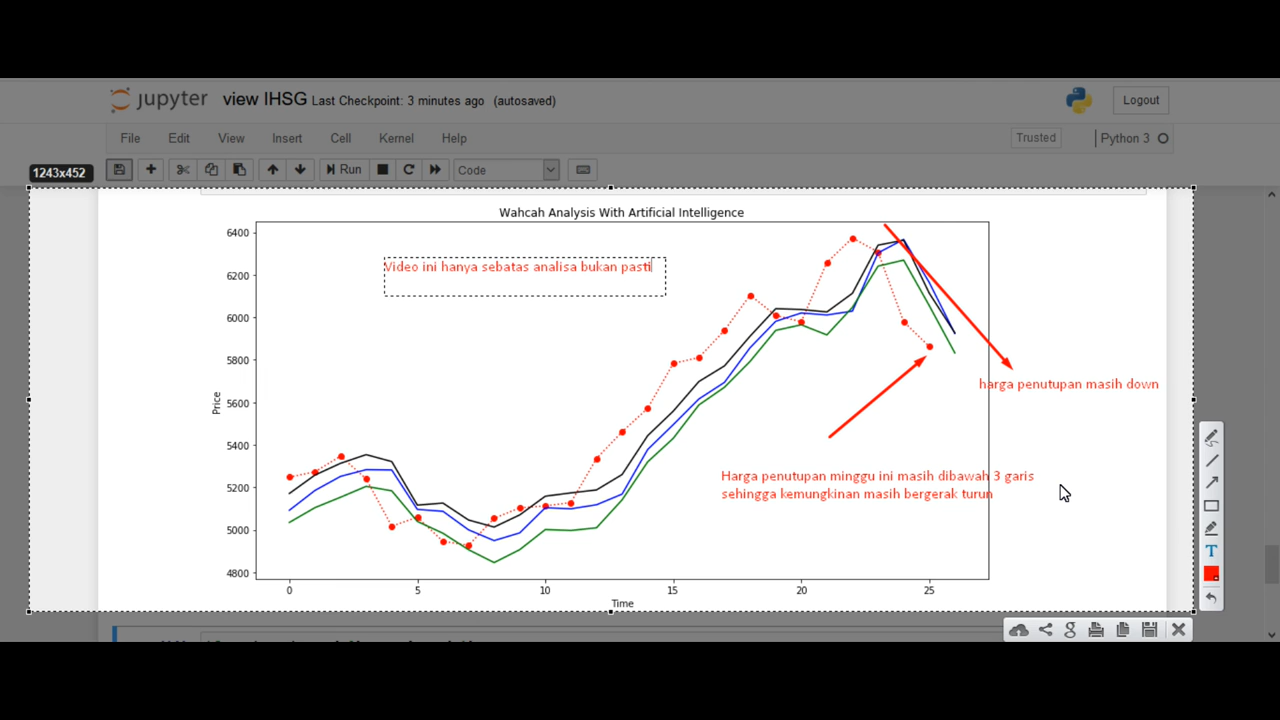 jupyter view IHSG Last Checkpoint: 3 minutes ago (autosaved) Logout
File Edit View Insert Cell Kernel Help Trusted Python 3
1243x452
Run Code
Wahcah Analysis With Artificial Intelligence
6400
6200
6000
5800
5600
5400
5200
5000
4800
Price
Video ini hanya sebatas analisa bukan pasti
harga penutupan masih down
Harga penutupan minggu ini masih dibawah 3 garis
sehingga kemungkinan masih bergerak turun
0 5 10 15 20 25
Time
T
g